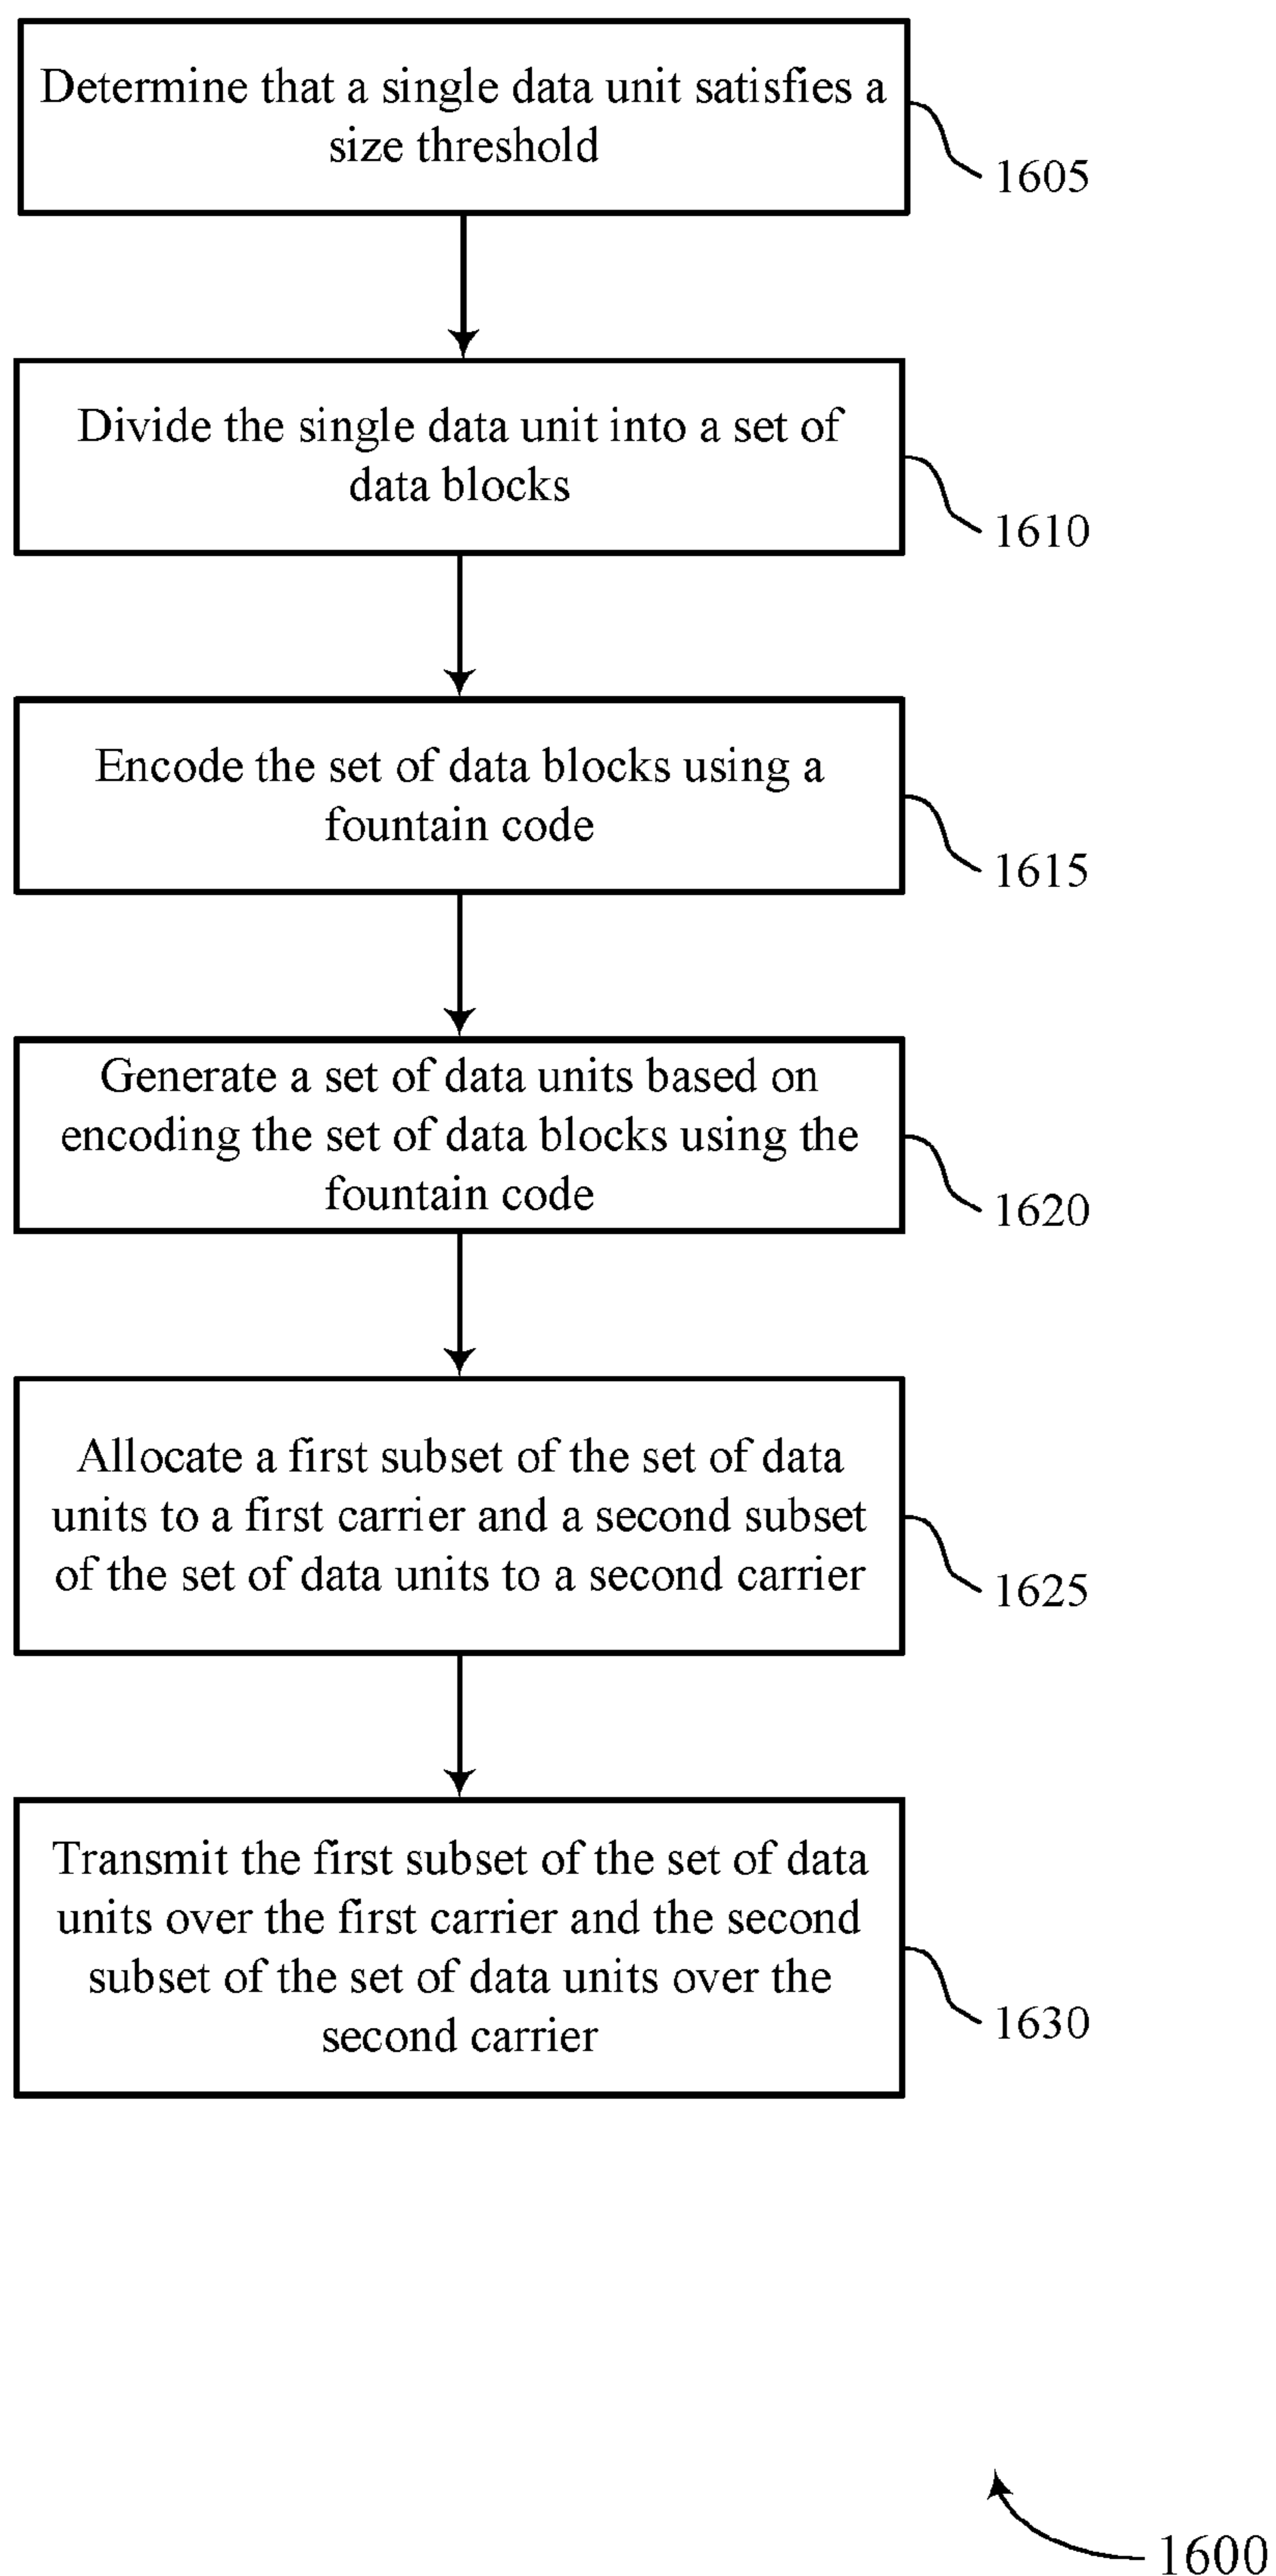 Determine that a single data unit satisfies a
size threshold
1605
Divide the single data unit into a set of
data blocks
1610
Encode the set of data blocks using a
fountain code
1615
Generate a set of data units based on
encoding the set of data blocks using the
fountain code
1620
Allocate a first subset of the set of data
units to a first carrier and a second subset
of the set of data units to a second carrier
1625
Transmit the first subset of the set of data
units over the first carrier and the second
subset of the set of data units over the
second carrier
1630
1600